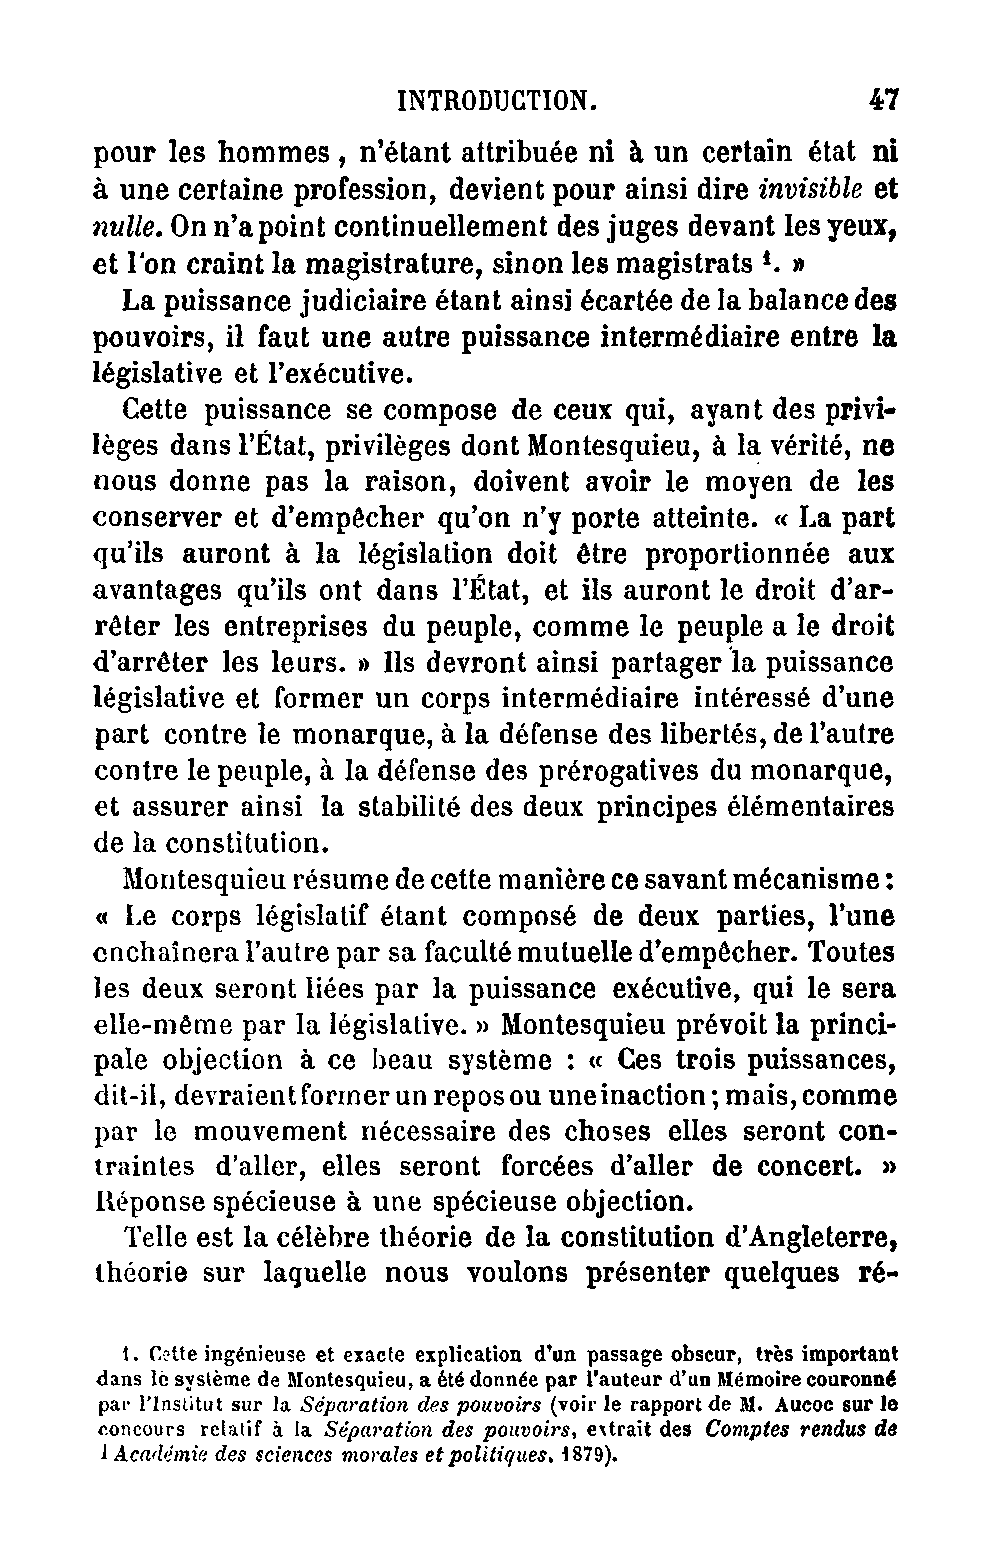 INTRODUCTION. 47
pour les hommes, n'étant attribuée ni à un certain état ni
à une certaine profession, devient pour ainsi dire invisible et
nulle. On n'a point continuellement des juges devant les yeux,
et l'on craint la magistrature, sinon les magistrats ¹. »
La puissance judiciaire étant ainsi écartée de la balance des
pouvoirs, il faut une autre puissance intermédiaire entre la
législative et l'exécutive.
Cette puissance se compose de ceux qui, ayant des privi-
lèges dans l'État, privilèges dont Montesquieu, à la vérité, ne
nous donne pas la raison, doivent avoir le moyen de les
conserver et d'empêcher qu'on n'y porte atteinte. « La part
qu'ils auront à la législation doit être proportionnée aux
avantages qu'ils ont dans l'État, et ils auront le droit d'ar-
rêter les entreprises du peuple, comme le peuple a le droit
d'arrêter les leurs. » Ils devront ainsi partager la puissance
législative et former un corps intermédiaire intéressé d'une
part contre le monarque, à la défense des libertés, de l'autre
contre le peuple, à la défense des prérogatives du monarque,
et assurer ainsi la stabilité des deux principes élémentaires
de la constitution.
Montesquieu résume de cette manière ce savant mécanisme :
« Le corps législatif étant composé de deux parties, l'une
enchaînera l'autre par sa faculté mutuelle d'empêcher. Toutes
les deux seront liées par la puissance exécutive, qui le sera
elle-même par la législative. » Montesquieu prévoit la princi-
pale objection à ce beau système : « Ces trois puissances,
dit-il, devraient former un repos ou une inaction ; mais, comme
par le mouvement nécessaire des choses elles seront con-
traintes d'aller, elles seront forcées d'aller de concert. »
Réponse spécieuse à une spécieuse objection.
Telle est la célèbre théorie de la constitution d'Angleterre,
théorie sur laquelle nous voulons présenter quelques ré-
1. Cette ingénieuse et exacte explication d'un passage obscur, très important
dans le système de Montesquieu, a été donnée par l'auteur d'un Mémoire couronné
par l'Institut sur la Séparation des pouvoirs (voir le rapport de M. Aucoc sur le
concours relatif à la Séparation des pouvoirs, extrait des Comptes rendus de
l'Académie des sciences morales et politiques, 1879).